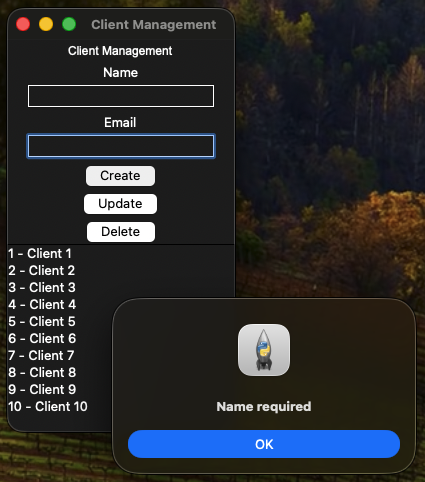 Client Management
Client Management
Name
Email
Create
Update
Delete
1 - Client 1
2 - Client 2
3 - Client 3
4 - Client 4
5 - Client 5
6 - Client 6
7 - Client 7
8 - Client 8
9 - Client 9
10 - Client 10
Name required
OK